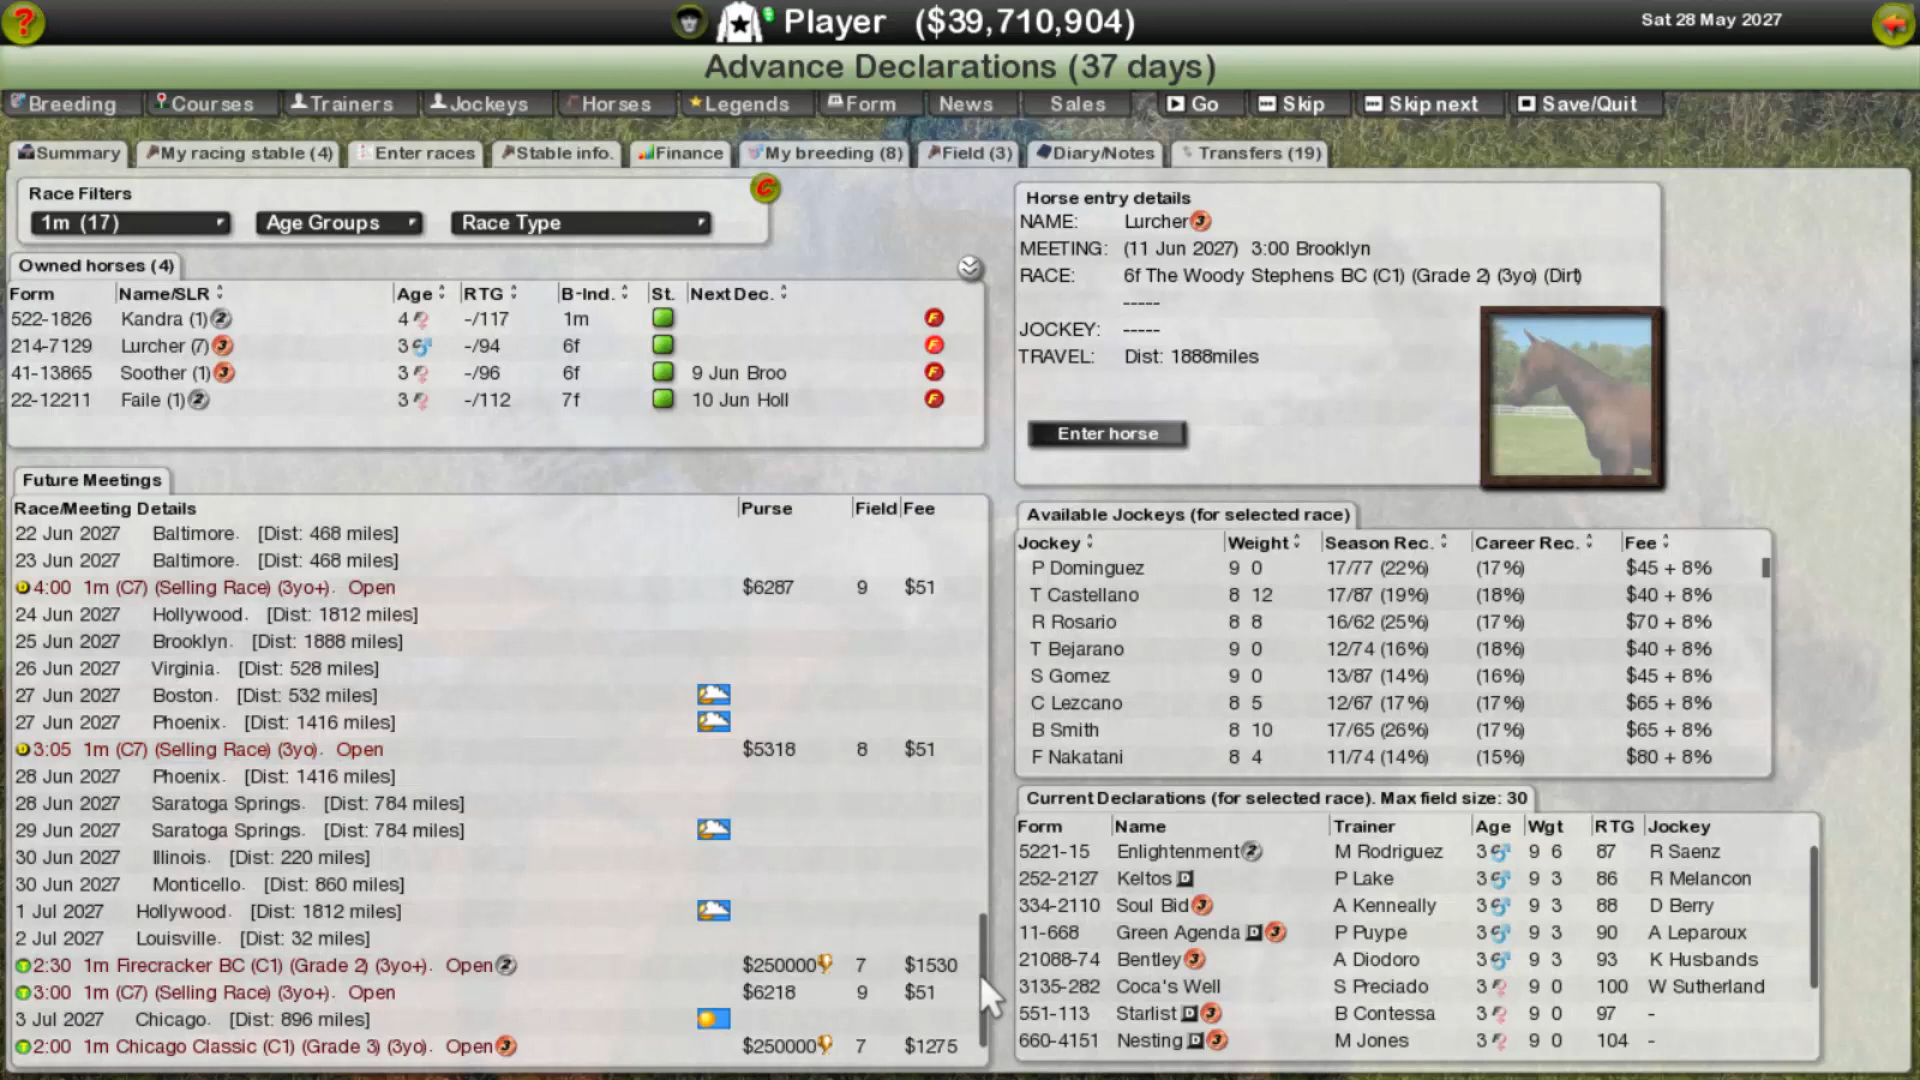 Player ($39,710,904)
Sat 28 May 2027
Advance Declarations (37 days)
Breeding Courses Trainers Jockeys Horses Legends Form News Sales Go Skip Skip next Save/Quit
Summary My racing stable (4) Enter races Stable info. Finance My breeding (8) Field (3) Diary/Notes Transfers (19)
Race Filters
1m (17) Age Groups Race Type
Owned horses (4)
Form Name/SLR Age RTG B-Ind. St. Next Dec.
522-1826 Kandra (1) 2 4 -/117 1m F
214-7129 Lurcher (7) 3 3 -/94 6f F
41-13865 Soother (1) 3 3 -/96 6f 9 Jun Broo F
22-12211 Faile (1) 2 3 -/112 7f 10 Jun Holl F
Future Meetings
Race/Meeting Details Purse Field Fee
22 Jun 2027 Baltimore. [Dist: 468 miles]
23 Jun 2027 Baltimore. [Dist: 468 miles]
D 4:00 1m (C7) (Selling Race) (3yo+). Open $6287 9 $51
24 Jun 2027 Hollywood. [Dist: 1812 miles]
25 Jun 2027 Brooklyn. [Dist: 1888 miles]
26 Jun 2027 Virginia. [Dist: 528 miles]
27 Jun 2027 Boston. [Dist: 532 miles]
27 Jun 2027 Phoenix. [Dist: 1416 miles]
D 3:05 1m (C7) (Selling Race) (3yo). Open $5318 8 $51
28 Jun 2027 Phoenix. [Dist: 1416 miles]
28 Jun 2027 Saratoga Springs. [Dist: 784 miles]
29 Jun 2027 Saratoga Springs. [Dist: 784 miles]
30 Jun 2027 Illinois. [Dist: 220 miles]
30 Jun 2027 Monticello. [Dist: 860 miles]
1 Jul 2027 Hollywood. [Dist: 1812 miles]
2 Jul 2027 Louisville. [Dist: 32 miles]
T 2:30 1m Firecracker BC (C1) (Grade 2) (3yo+). Open 2 $250000 7 $1530
T 3:00 1m (C7) (Selling Race) (3yo+). Open $6218 9 $51
3 Jul 2027 Chicago. [Dist: 896 miles]
T 2:00 1m Chicago Classic (C1) (Grade 3) (3yo). Open 3 $250000 7 $1275
Horse entry details
NAME: Lurcher 3
MEETING: (11 Jun 2027) 3:00 Brooklyn
RACE: 6f The Woody Stephens BC (C1) (Grade 2) (3yo) (Dirt)
-----
JOCKEY: -----
TRAVEL: Dist: 1888miles
Enter horse
Available Jockeys (for selected race)
Jockey Weight Season Rec. Career Rec. Fee
P Dominguez 9 0 17/77 (22%) (17%) $45 + 8%
T Castellano 8 12 17/87 (19%) (18%) $40 + 8%
R Rosario 8 8 16/62 (25%) (17%) $70 + 8%
T Bejarano 9 0 12/74 (16%) (18%) $40 + 8%
S Gomez 9 0 13/87 (14%) (16%) $45 + 8%
C Lezcano 8 5 12/67 (17%) (17%) $65 + 8%
B Smith 8 10 17/65 (26%) (17%) $65 + 8%
F Nakatani 8 4 11/74 (14%) (15%) $80 + 8%
Current Declarations (for selected race). Max field size: 30
Form Name Trainer Age Wgt RTG Jockey
5221-15 Enlightenment 2 M Rodriguez 3 9 6 87 R Saenz
252-2127 Keltos D P Lake 3 9 3 86 R Melancon
334-2110 Soul Bid 3 A Kenneally 3 9 3 88 D Berry
11-668 Green Agenda D 3 P Puype 3 9 3 90 A Leparoux
21088-74 Bentley 3 A Diodoro 3 9 3 93 K Husbands
3135-282 Coca's Well S Preciado 3 9 0 100 W Sutherland
551-113 Starlist D 3 B Contessa 3 9 0 97 -
660-4151 Nesting D 3 M Jones 3 9 0 104 -